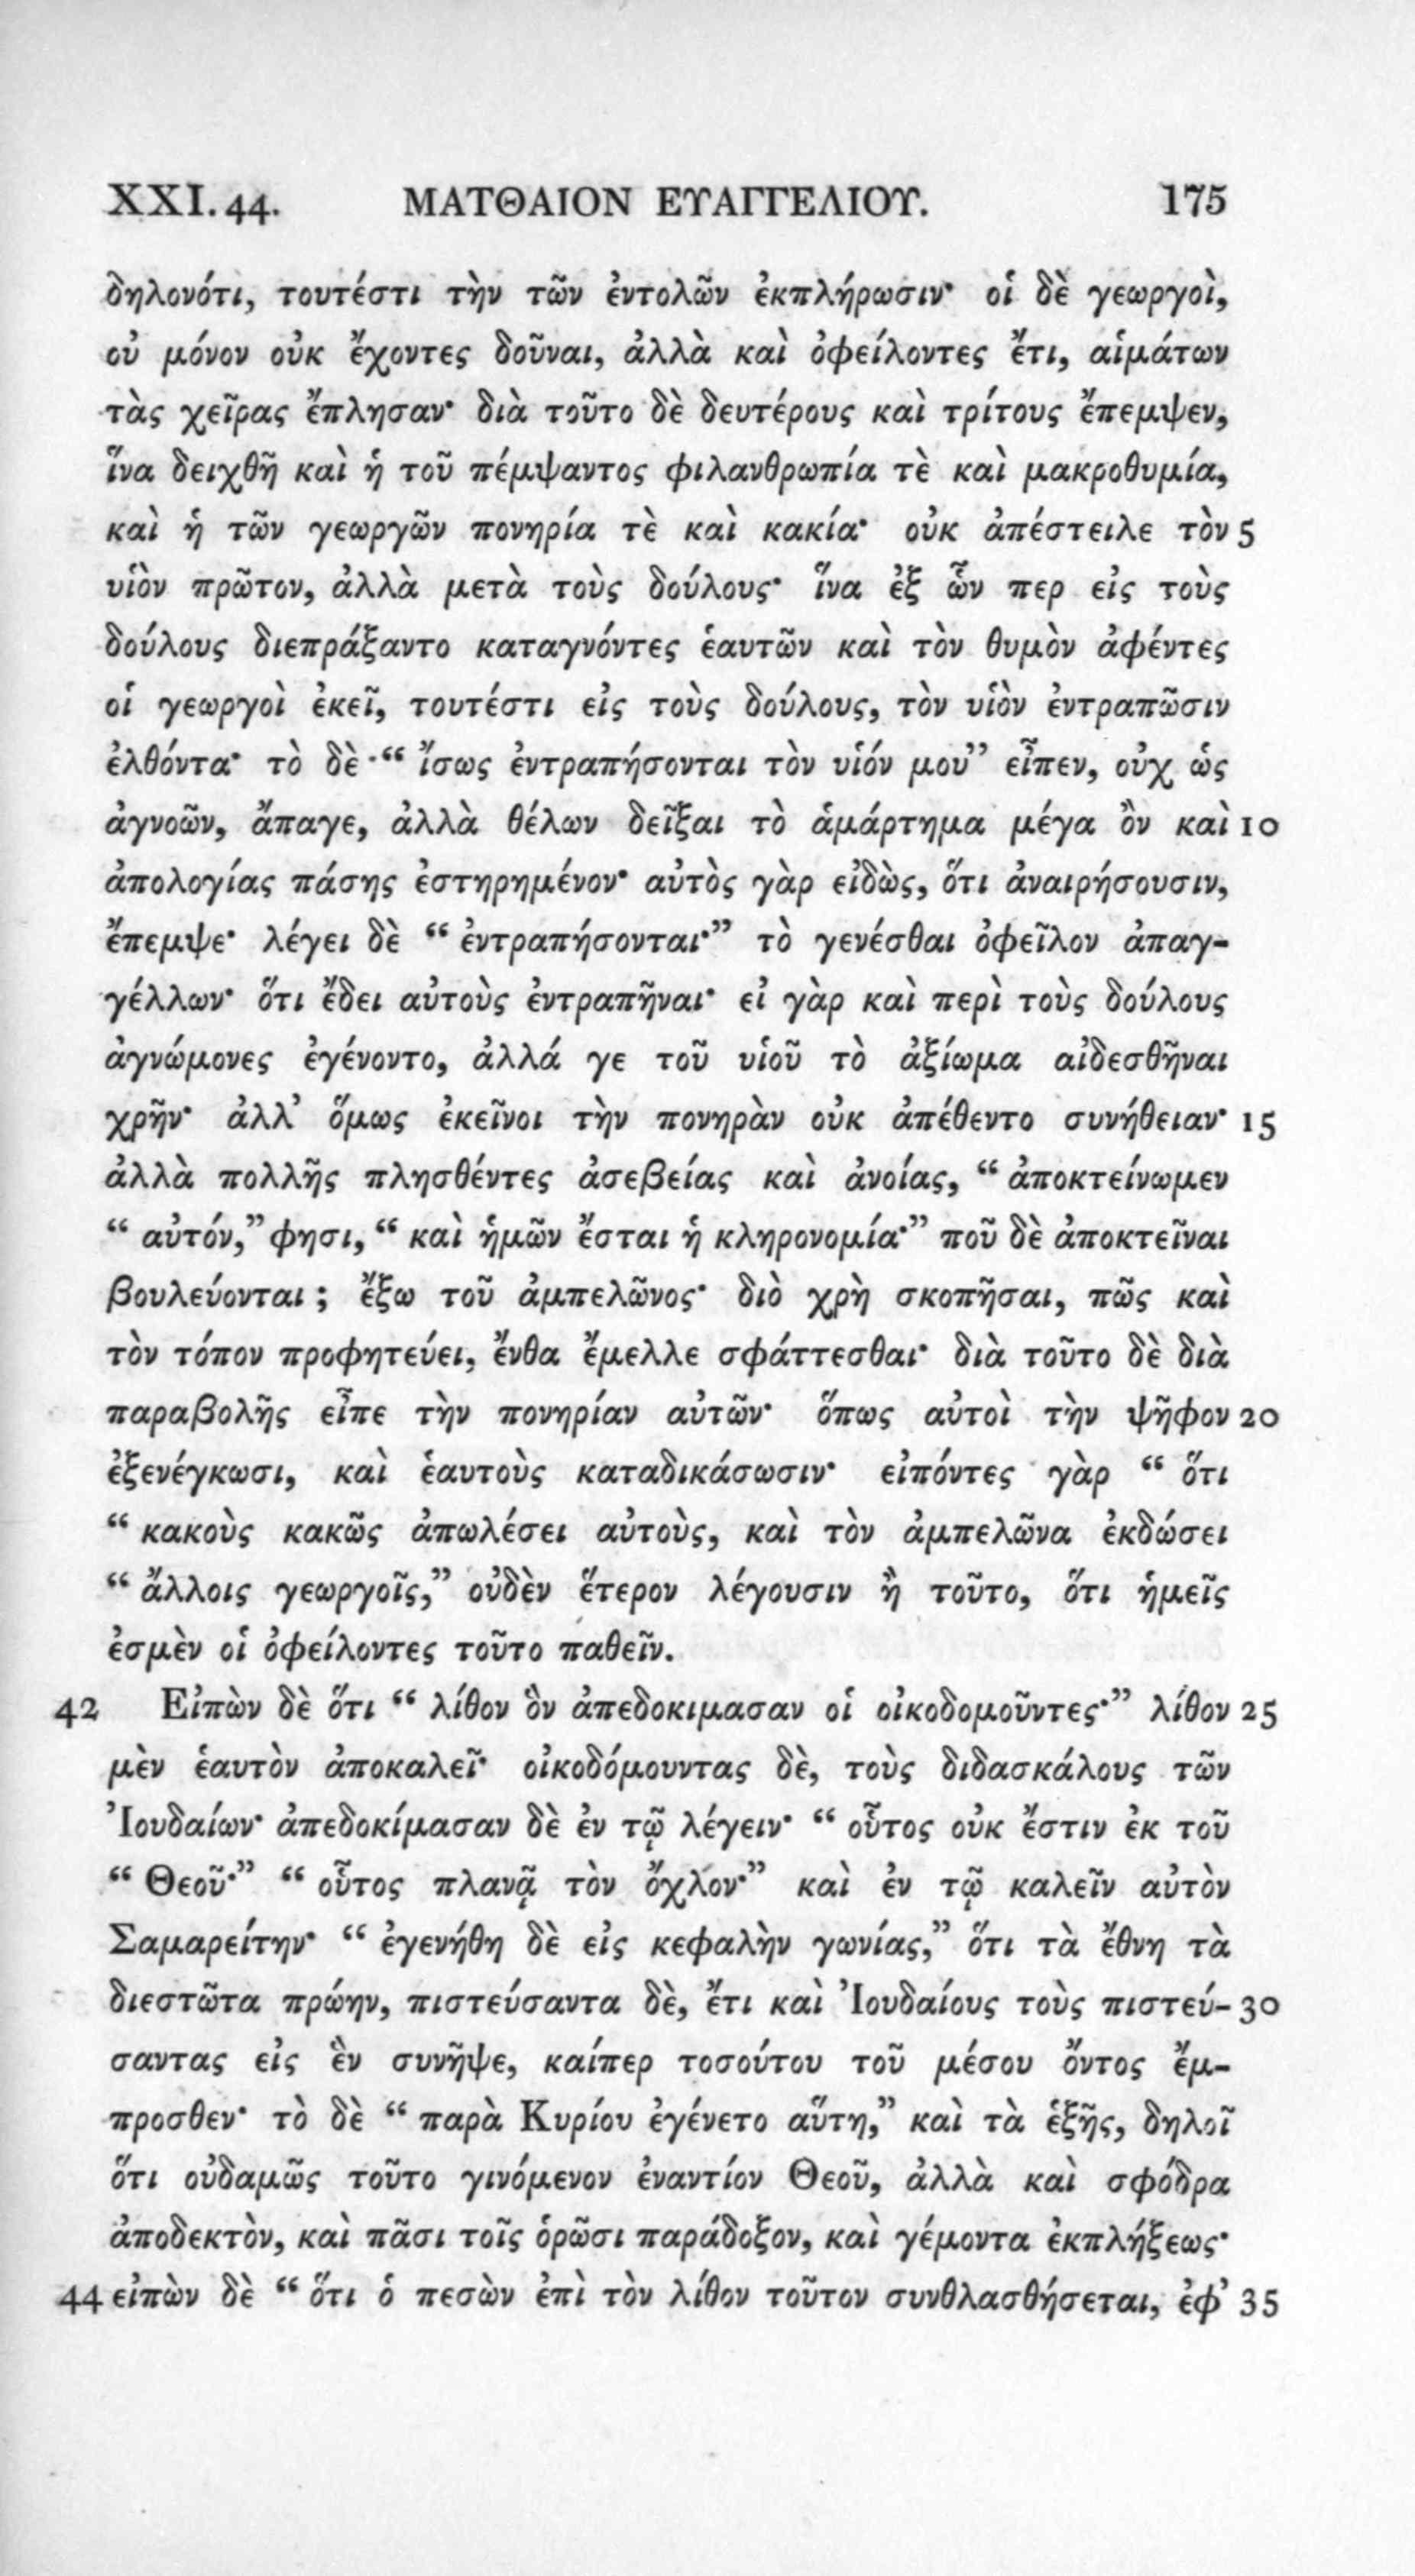 XXI. 44. ΜΑΤΘΑΙΟΝ ΕΥΑΓΓΕΛΙΟΥ. 175
δηλονότι, τουτέστι τὴν τῶν ἐντολῶν ἐκπλήρωσιν· οἱ δὲ γεωργοὶ,
οὐ μόνον οὐκ ἔχοντες δοῦναι, ἀλλὰ καὶ ὀφείλοντες ἔτι, αἱμάτων
τὰς χεῖρας ἔπλησαν· διὰ τοῦτο δὲ δευτέρους καὶ τρίτους ἔπεμψεν,
ἵνα δειχθῆ καὶ ἡ τοῦ πέμψαντος φιλανθρωπία τὲ καὶ μακροθυμία,
καὶ ἡ τῶν γεωργῶν πονηρία τὲ καὶ κακία· οὐκ ἀπέστειλε τὸν 5
υἱὸν πρῶτον, ἀλλὰ μετὰ τοὺς δούλους· ἵνα ἐξ ὧν περ εἰς τοὺς
δούλους διεπράξαντο καταγνόντες ἑαυτῶν καὶ τὸν θυμὸν ἀφέντες
οἱ γεωργοὶ ἐκεῖ, τουτέστι εἰς τοὺς δούλους, τὸν υἱὸν ἐντραπῶσιν
ἐλθόντα· τὸ δὲ “ ἴσως ἐντραπήσονται τὸν υἱόν μου” εἶπεν, οὐχ ὡς
ἀγνοῶν, ἄπαγε, ἀλλὰ θέλων δεῖξαι τὸ ἁμάρτημα μέγα ὂν καὶ 10
ἀπολογίας πάσης ἐστηρημένον· αὐτὸς γὰρ εἰδὼς, ὅτι ἀναιρήσουσιν,
ἔπεμψε· λέγει δὲ “ ἐντραπήσονται·” τὸ γενέσθαι ὀφεῖλον ἀπαγ-
γέλλων· ὅτι ἔδει αὐτοὺς ἐντραπῆναι· εἰ γὰρ καὶ περὶ τοὺς δούλους
ἀγνώμονες ἐγένοντο, ἀλλά γε τοῦ υἱοῦ τὸ ἀξίωμα αἰδεσθῆναι
χρῆν· ἀλλ’ ὅμως ἐκεῖνοι τὴν πονηρὰν οὐκ ἀπέθεντο συνήθειαν· 15
ἀλλὰ πολλῆς πλησθέντες ἀσεβείας καὶ ἀνοίας, “ ἀποκτείνωμεν
“ αὐτόν,” φησι, “ καὶ ἡμῶν ἔσται ἡ κληρονομία·” ποῦ δὲ ἀποκτεῖναι
βουλεύονται ; ἔξω τοῦ ἀμπελῶνος· διὸ χρὴ σκοπῆσαι, πῶς καὶ
τὸν τόπον προφητεύει, ἔνθα ἔμελλε σφάττεσθαι· διὰ τοῦτο δὲ διὰ
παραβολῆς εἶπε τὴν πονηρίαν αὐτῶν· ὅπως αὐτοὶ τὴν ψῆφον 20
ἐξενέγκωσι, καὶ ἑαυτοὺς καταδικάσωσιν· εἰπόντες γὰρ “ ὅτι
“ κακοὺς κακῶς ἀπωλέσει αὐτοὺς, καὶ τὸν ἀμπελῶνα ἐκδώσει
“ ἄλλοις γεωργοῖς,” οὐδὲν ἕτερον λέγουσιν ἢ τοῦτο, ὅτι ἡμεῖς
ἐσμὲν οἱ ὀφείλοντες τοῦτο παθεῖν.
42 Εἰπὼν δὲ ὅτι “ λίθον ὃν ἀπεδοκιμασαν οἱ οἰκοδομοῦντες·” λίθον 25
μὲν ἑαυτὸν ἀποκαλεῖ· οἰκοδόμουντας δὲ, τοὺς διδασκάλους τῶν
Ἰουδαίων· ἀπεδοκίμασαν δὲ ἐν τῷ λέγειν· “ οὗτος οὐκ ἔστιν ἐκ τοῦ
“ Θεοῦ·” “ οὗτος πλανᾷ τὸν ὄχλον·” καὶ ἐν τῷ καλεῖν αὐτὸν
Σαμαρείτην· “ ἐγενήθη δὲ εἰς κεφαλὴν γωνίας,” ὅτι τὰ ἔθνη τὰ
διεστῶτα πρώην, πιστεύσαντα δὲ, ἔτι καὶ Ἰουδαίους τοὺς πιστεύ- 30
σαντας εἰς ἓν συνῆψε, καίπερ τοσούτου τοῦ μέσου ὄντος ἔμ-
προσθεν· τὸ δὲ “ παρὰ Κυρίου ἐγένετο αὕτη,” καὶ τὰ ἑξῆς, δηλοῖ
ὅτι οὐδαμῶς τοῦτο γινόμενον ἐναντίον Θεοῦ, ἀλλὰ καὶ σφόδρα
ἀποδεκτὸν, καὶ πᾶσι τοῖς ὁρῶσι παράδοξον, καὶ γέμοντα ἐκπλήξεως·
44 εἰπὼν δὲ “ ὅτι ὁ πεσὼν ἐπὶ τὸν λίθον τοῦτον συνθλασθήσεται, ἐφ’ 35